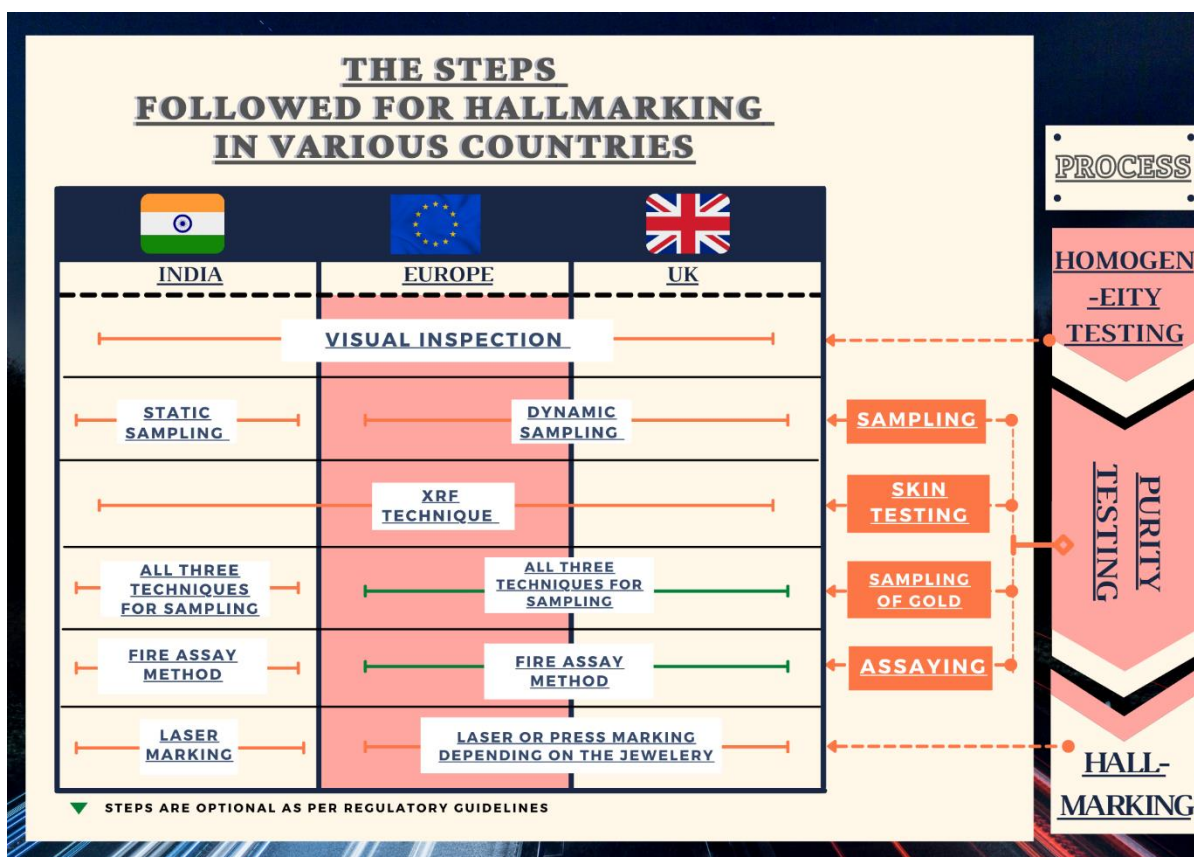 THE STEPS
FOLLOWED FOR HALLMARKING
IN VARIOUS COUNTRIES
PROCESS
INDIA
EUROPE
UK
HOMOGEN
-EITY
TESTING
VISUAL INSPECTION
STATIC
SAMPLING
DYNAMIC
SAMPLING
SAMPLING
XRF
TECHNIQUE
SKIN
TESTING
PURITY
TESTING
ALL THREE
TECHNIQUES
FOR SAMPLING
ALL THREE
TECHNIQUES FOR
SAMPLING
SAMPLING
OF GOLD
FIRE ASSAY
METHOD
FIRE ASSAY
METHOD
ASSAYING
LASER
MARKING
LASER OR PRESS MARKING
DEPENDING ON THE JEWELERY
HALL-
MARKING
STEPS ARE OPTIONAL AS PER REGULATORY GUIDELINES